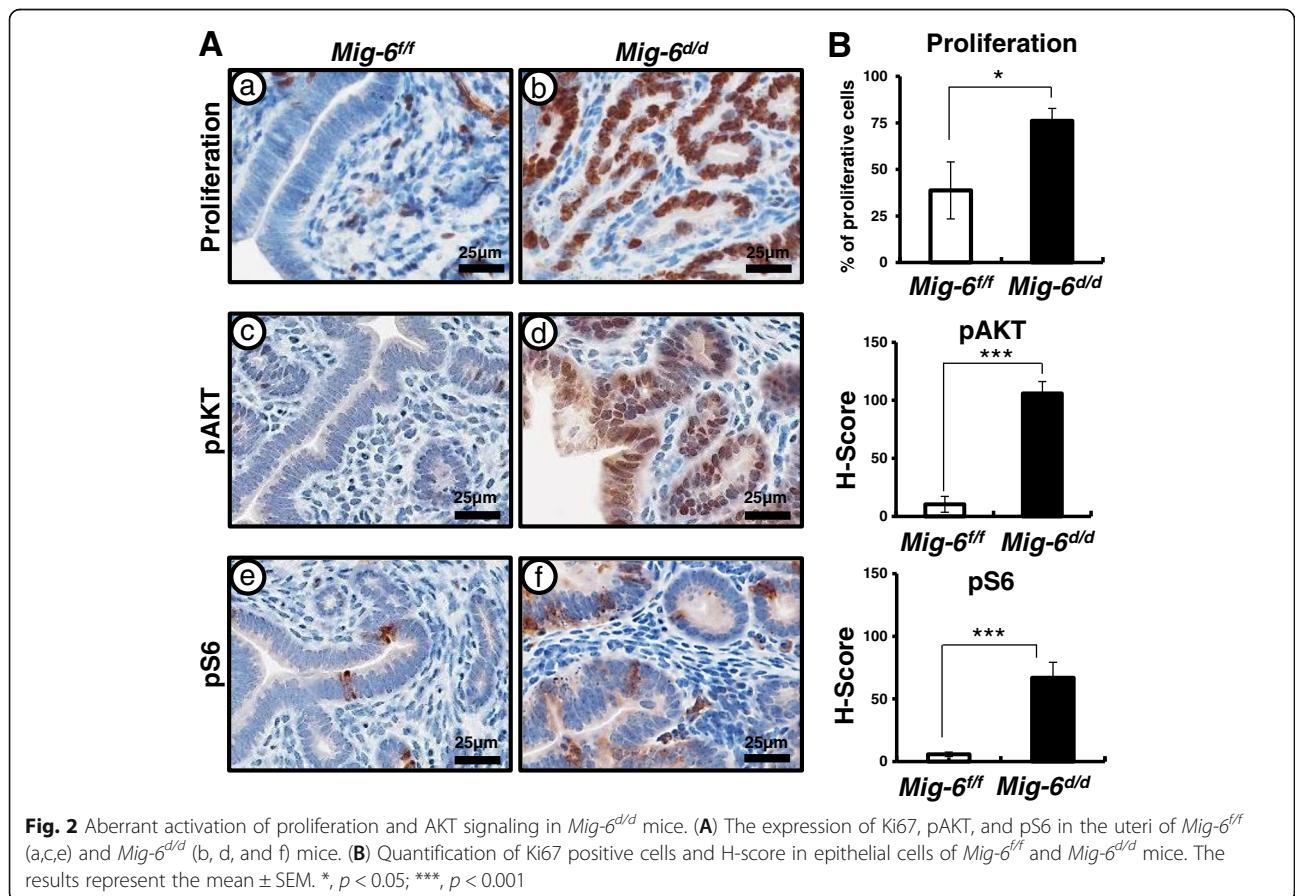 A
Mig-6f/f
Mig-6d/d
Proliferation
a
b
25µm
25µm
pAKT
c
d
25µm
25µm
pS6
e
f
25µm
25µm
B
Proliferation
% of proliferative cells
100
75
50
25
0
*
Mig-6f/f Mig-6d/d
pAKT
H-Score
150
100
50
0
***
Mig-6f/f Mig-6d/d
pS6
H-Score
150
100
50
0
***
Mig-6f/f Mig-6d/d
Fig. 2 Aberrant activation of proliferation and AKT signaling in Mig-6d/d mice. (A) The expression of Ki67, pAKT, and pS6 in the uteri of Mig-6f/f
(a,c,e) and Mig-6d/d (b, d, and f) mice. (B) Quantification of Ki67 positive cells and H-score in epithelial cells of Mig-6f/f and Mig-6d/d mice. The
results represent the mean ± SEM. *, p < 0.05; ***, p < 0.001